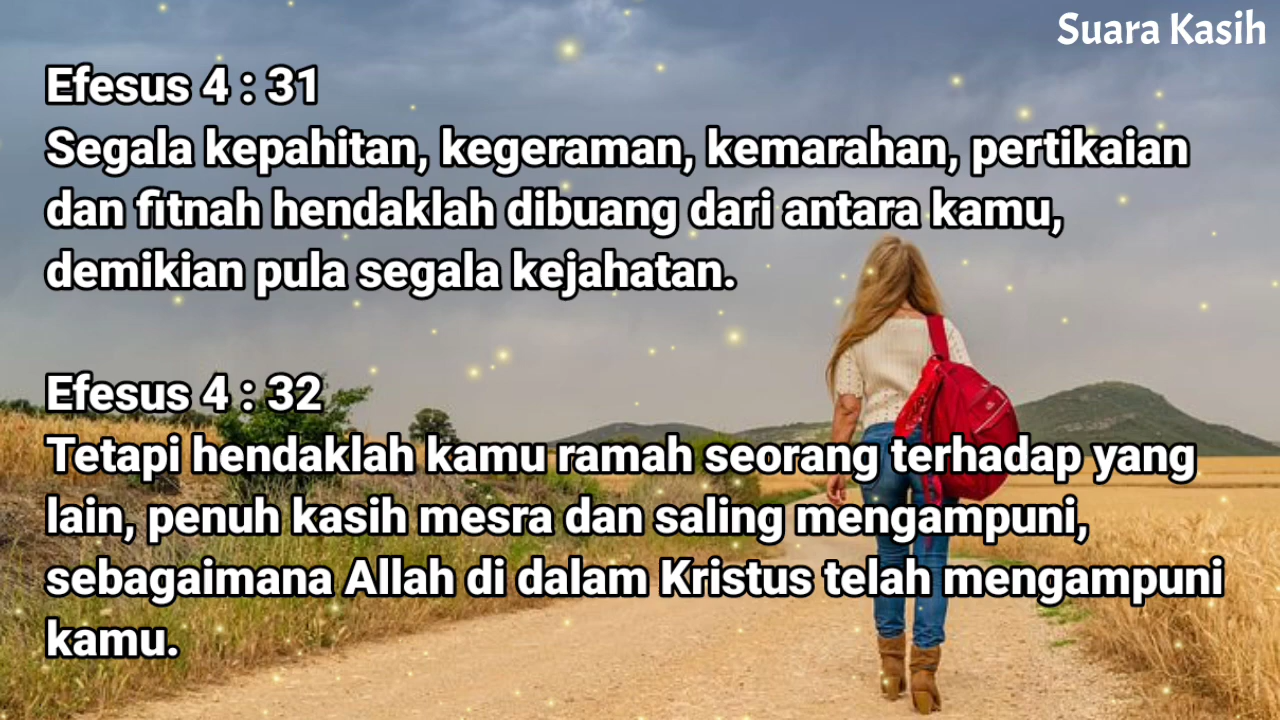 Suara Kasih
Efesus 4 : 31
Segala kepahitan, kegeraman, kemarahan, pertikaian
dan fitnah hendaklah dibuang dari antara kamu,
demikian pula segala kejahatan.
Efesus 4 : 32
Tetapi hendaklah kamu ramah seorang terhadap yang
lain, penuh kasih mesra dan saling mengampuni,
sebagaimana Allah di dalam Kristus telah mengampuni
kamu.